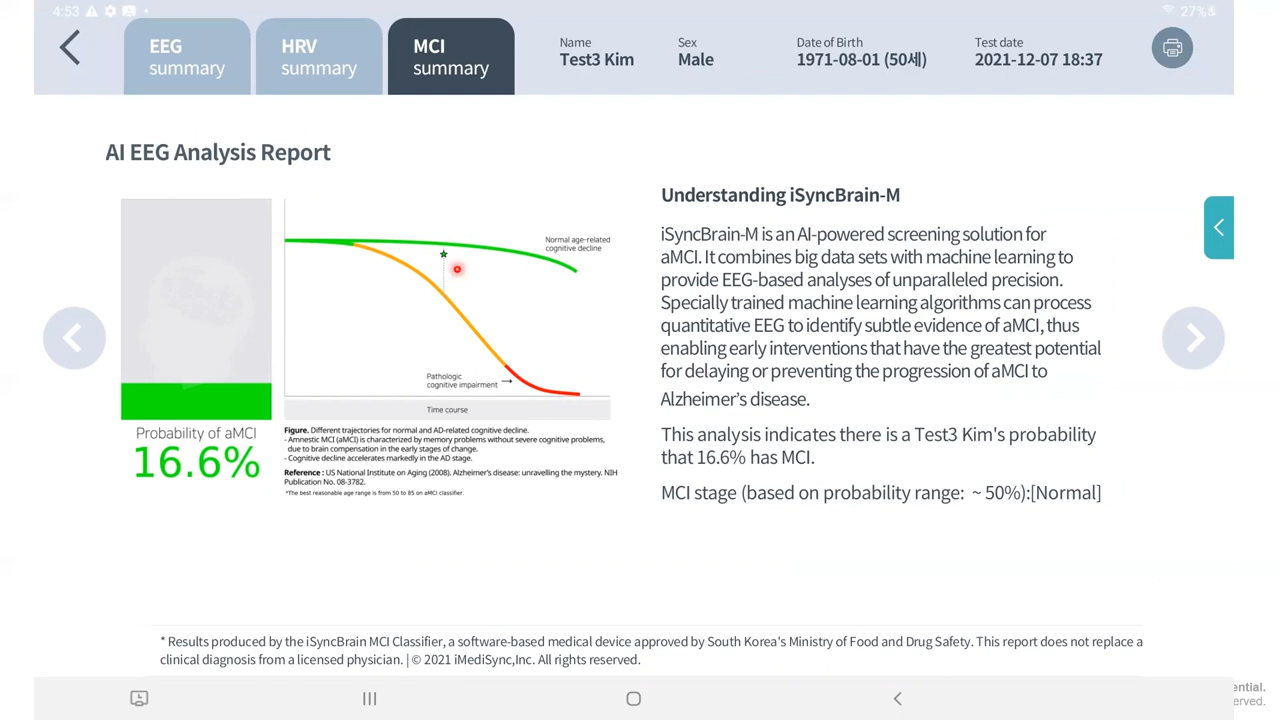 4:53
27%
EEG
summary
HRV
summary
MCI
summary
Name
Test3 Kim
Sex
Male
Date of Birth
1971-08-01 (50세)
Test date
2021-12-07 18:37
AI EEG Analysis Report
Probability of aMCI
16.6%
Normal age-related
cognitive decline
Pathologic
cognitive impairment
Time course
Figure. Different trajectories for normal and AD-related cognitive decline.
- Amnestic MCI (aMCI) is characterized by memory problems without severe cognitive problems,
due to brain compensation in the early stages of change.
- Cognitive decline accelerates markedly in the AD stage.
Reference : US National Institute on Aging (2008). Alzheimer's disease: unravelling the mystery. NIH
Publication No. 08-3782.
*The best reasonable age range is from 50 to 85 on aMCI classifier.
Understanding iSyncBrain-M
iSyncBrain-M is an AI-powered screening solution for
aMCI. It combines big data sets with machine learning to
provide EEG-based analyses of unparalleled precision.
Specially trained machine learning algorithms can process
quantitative EEG to identify subtle evidence of aMCI, thus
enabling early interventions that have the greatest potential
for delaying or preventing the progression of aMCI to
Alzheimer's disease.
This analysis indicates there is a Test3 Kim's probability
that 16.6% has MCI.
MCI stage (based on probability range: ~ 50%):[Normal]
* Results produced by the iSyncBrain MCI Classifier, a software-based medical device approved by South Korea's Ministry of Food and Drug Safety. This report does not replace a
clinical diagnosis from a licensed physician. | © 2021 iMediSync,Inc. All rights reserved.
ential.
erved.